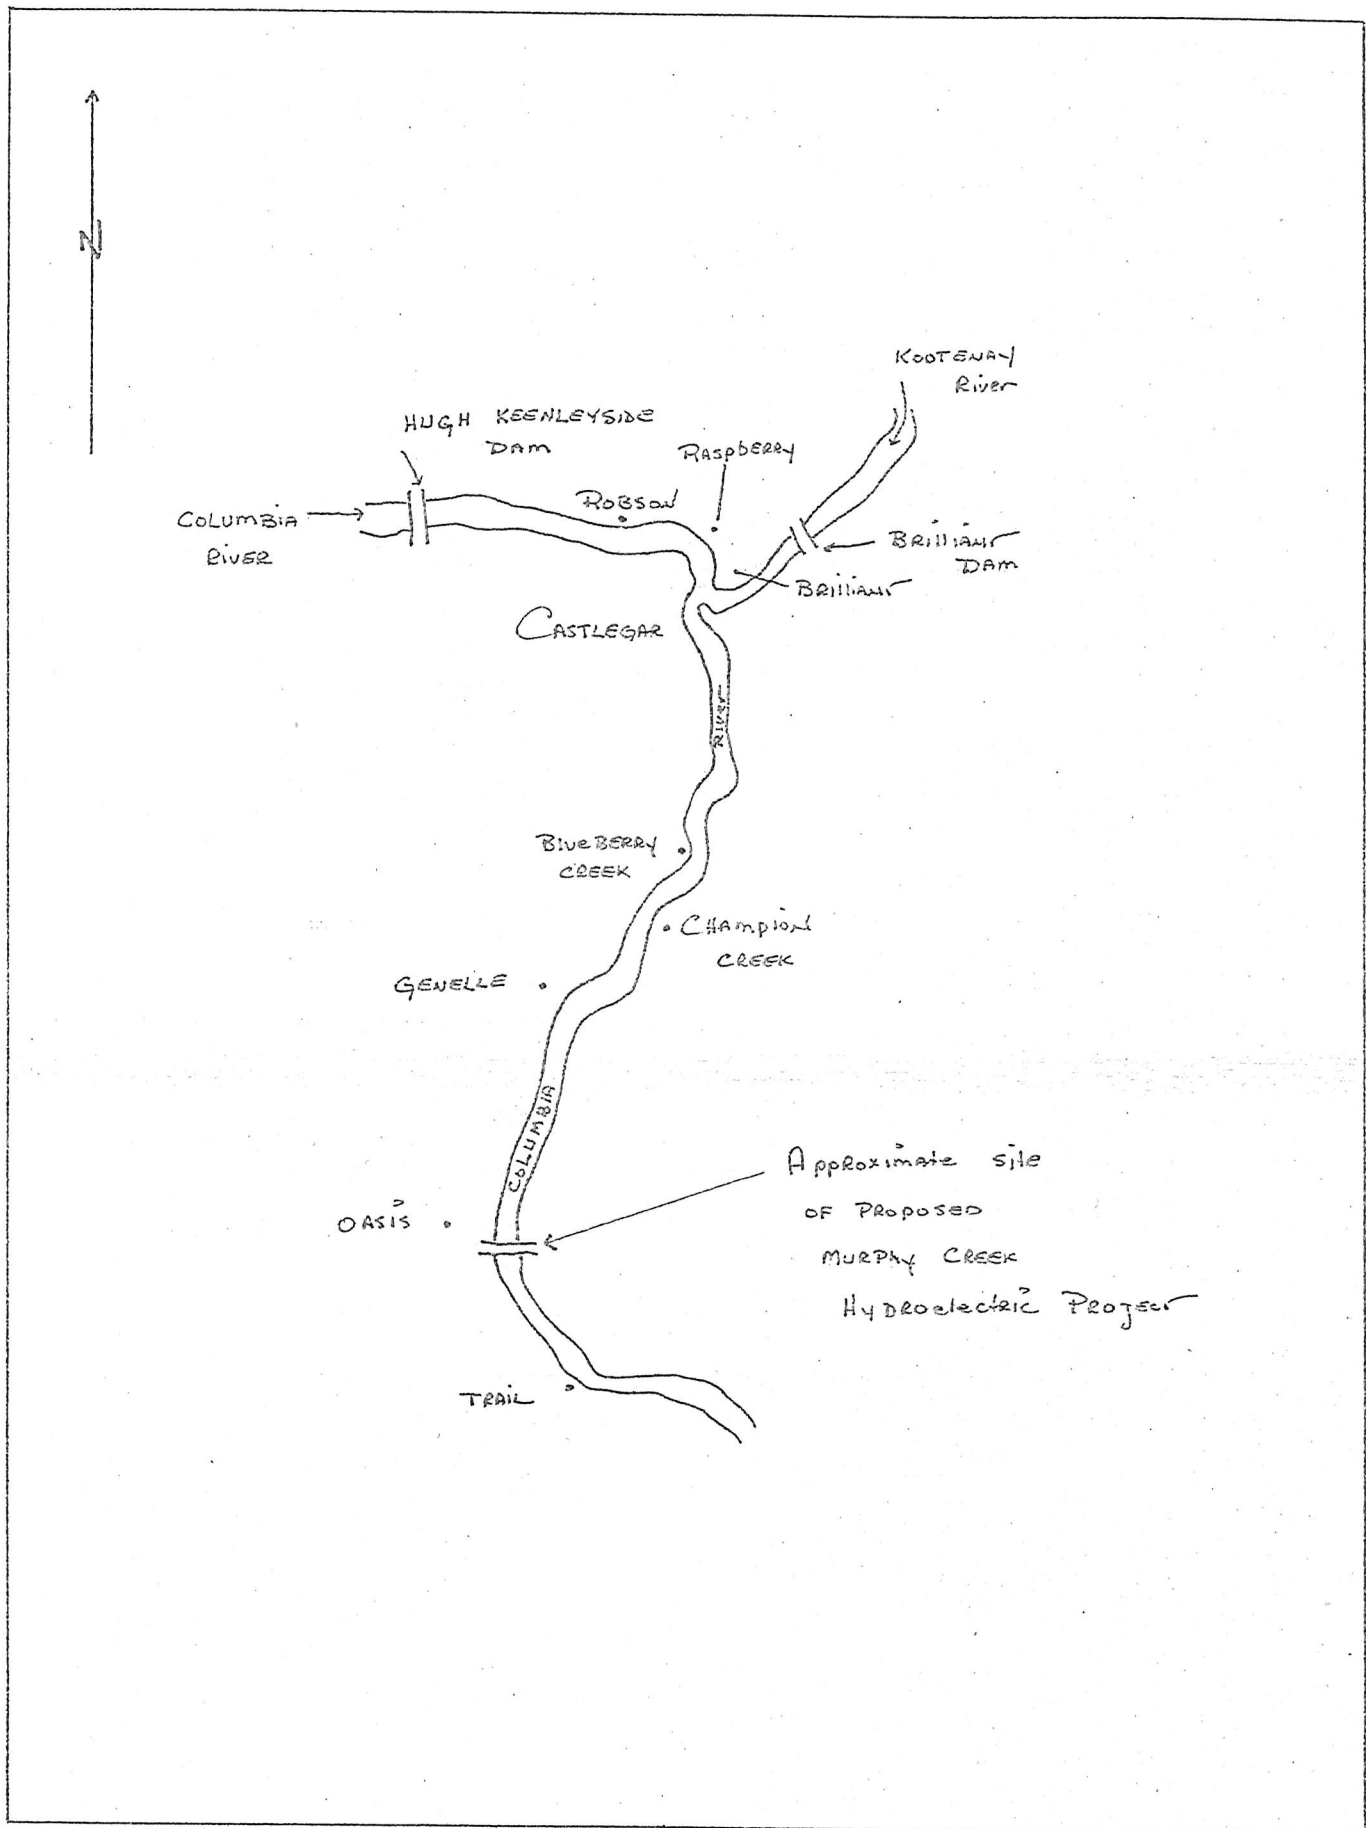 N
KOOTENAY
River
HUGH KEENLEYSIDE
DAM
RASPBERRY
ROBSON
COLUMBIA
RIVER
BRILLIANT
DAM
BRILLIANT
CASTLEGAR
RIVER
BlueBERRY
CREEK
CHAMPION
CREEK
GENELLE
COLUMBIA
Approximate site
OF PROPOSED
MURPHY CREEK
HYDROelectRIC PROJECT
OASIS
TRAIL